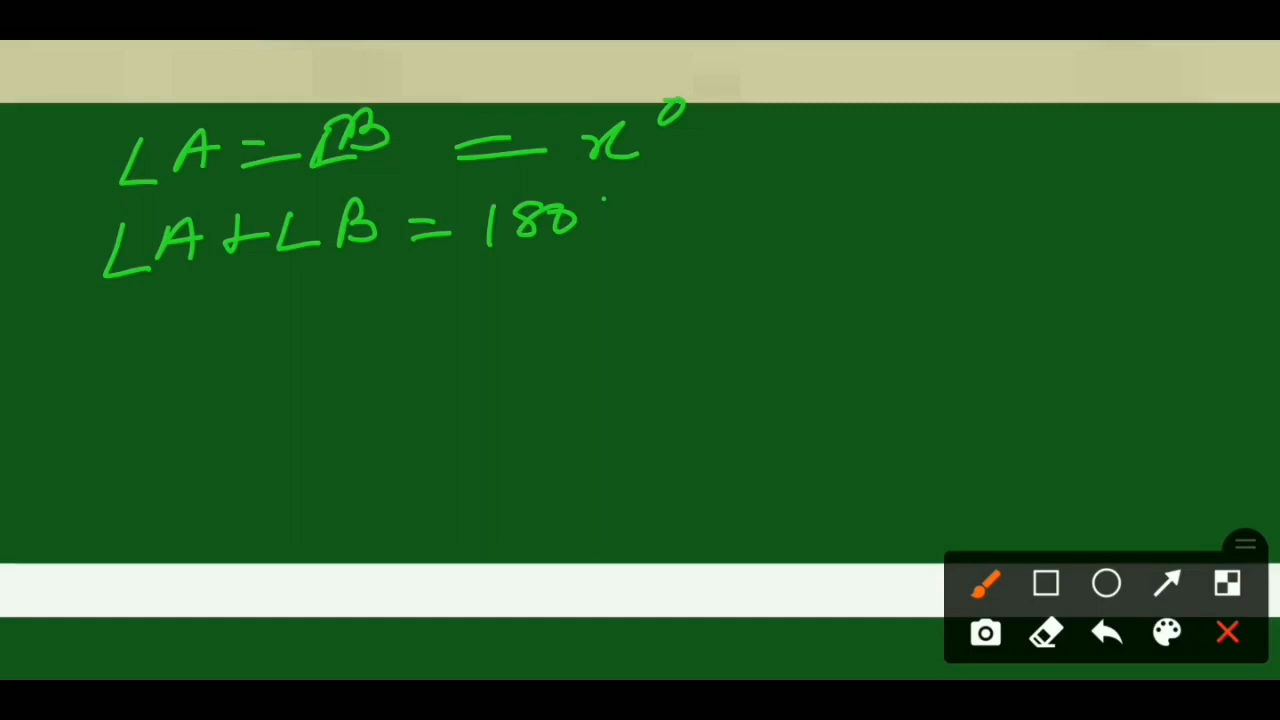 ∠A = ∠B = x°
∠A + ∠B = 180